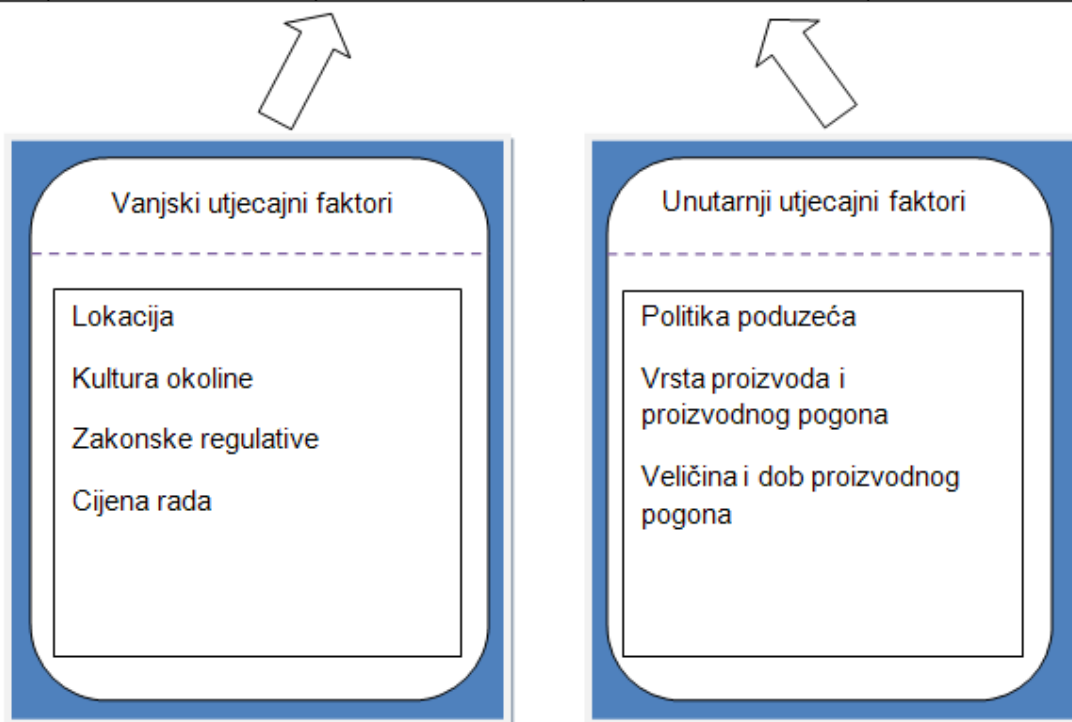 Vanjski utjecajni faktori
Lokacija
Kultura okoline
Zakonske regulative
Cijena rada
Unutarnji utjecajni faktori
Politika poduzeća
Vrsta proizvoda i
proizvodnog pogona
Veličina i dob proizvodnog
pogona